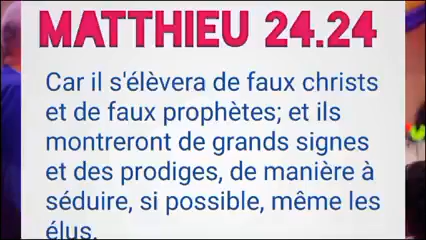 MATTHIEU 24.24
Car il s'élèvera de faux christs
et de faux prophètes; et ils
montreront de grands signes
et des prodiges, de manière à
séduire, si possible, même les
élus.